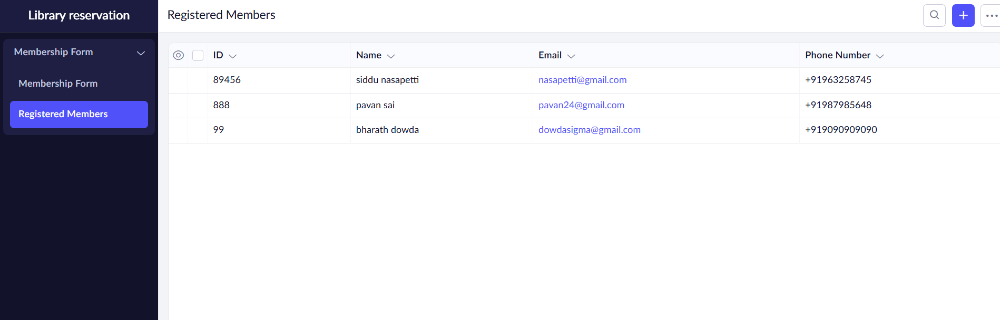 Library reservation
Membership Form
Membership Form
Registered Members
Registered Members
ID Name Email Phone Number
89456 siddu nasapetti nasapetti@gmail.com +91963258745
888 pavan sai pavan24@gmail.com +91987985648
99 bharath dowda dowdasigma@gmail.com +919090909090